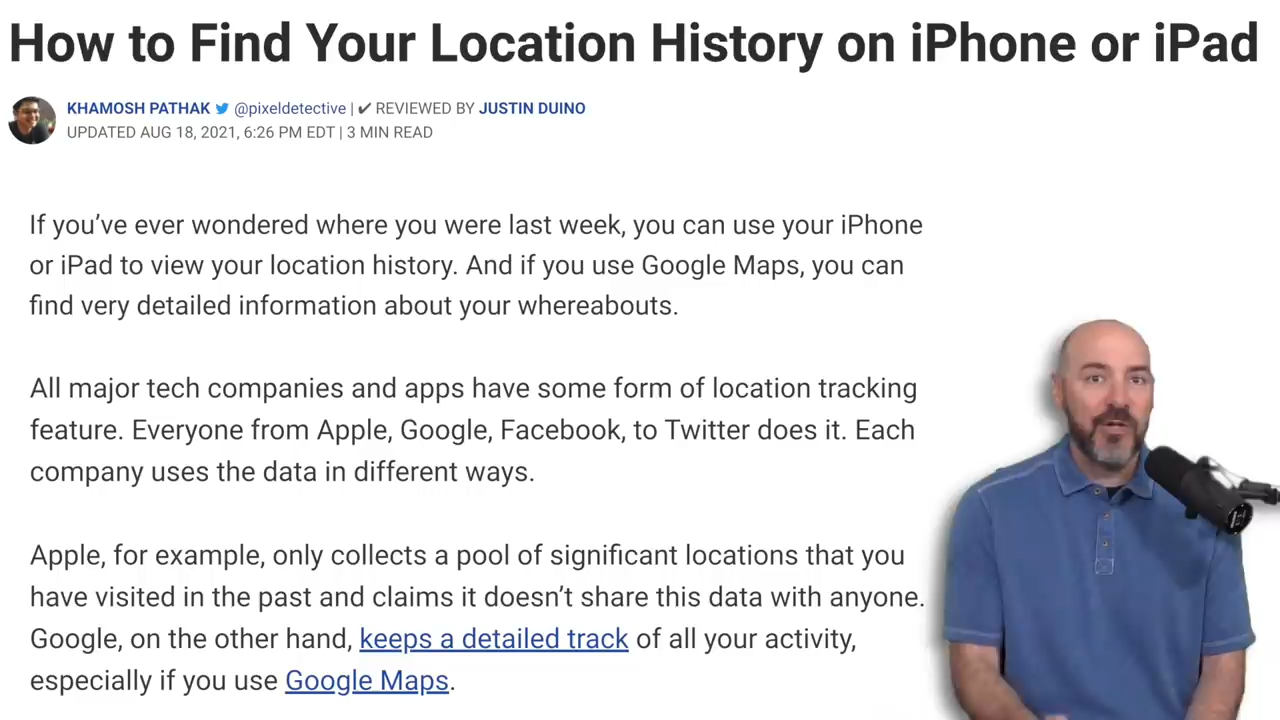 How to Find Your Location History on iPhone or iPad
KHAMOSH PATHAK @pixeldetective | ✔ REVIEWED BY JUSTIN DUINO
UPDATED AUG 18, 2021, 6:26 PM EDT | 3 MIN READ
If you’ve ever wondered where you were last week, you can use your iPhone
or iPad to view your location history. And if you use Google Maps, you can
find very detailed information about your whereabouts.
All major tech companies and apps have some form of location tracking
feature. Everyone from Apple, Google, Facebook, to Twitter does it. Each
company uses the data in different ways.
Apple, for example, only collects a pool of significant locations that you
have visited in the past and claims it doesn’t share this data with anyone.
Google, on the other hand, keeps a detailed track of all your activity,
especially if you use Google Maps.